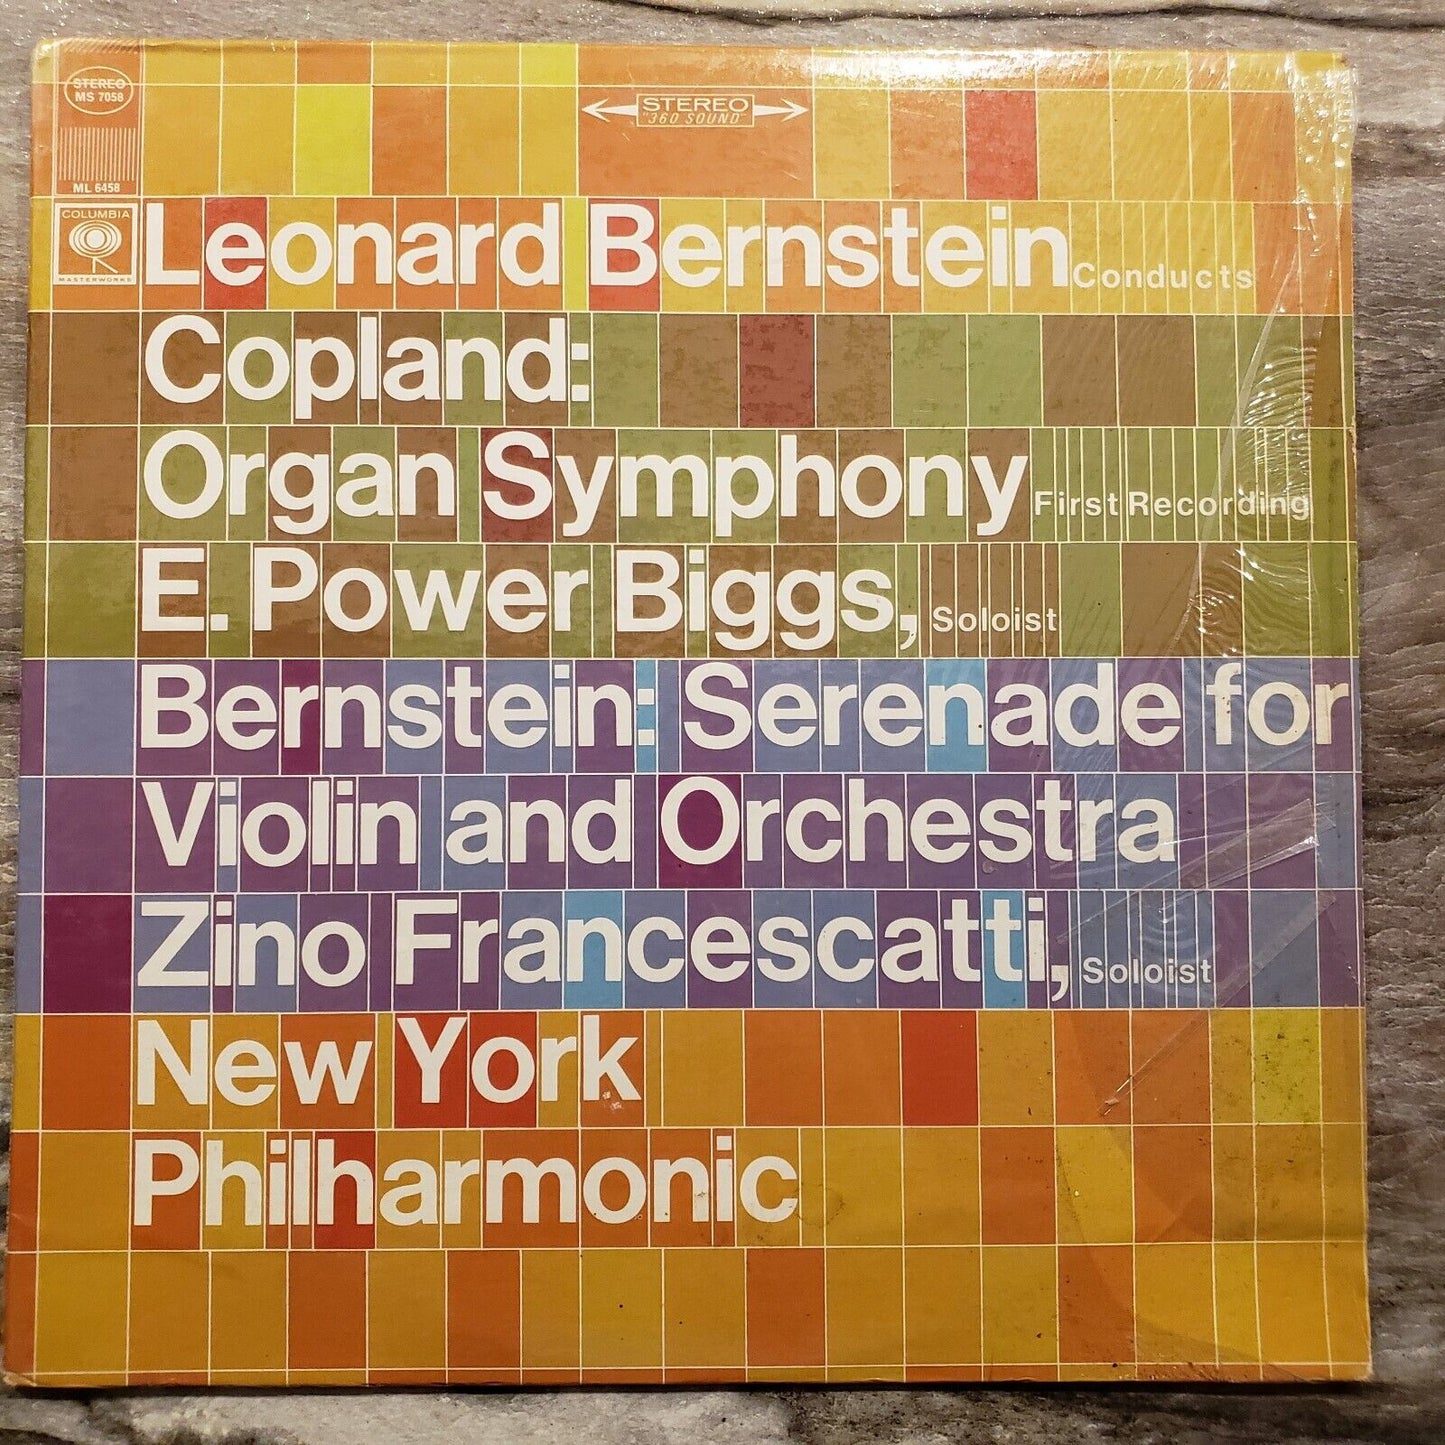 STEREO
MS 7058
ML 6458
STEREO
"360 SOUND"
COLUMBIA
MASTERWORKS
Leonard Bernstein Conducts
Copland:
Organ Symphony First Recording
E. Power Biggs, Soloist
Bernstein: Serenade for
Violin and Orchestra
Zino Francescatti, Soloist
New York
Philharmonic